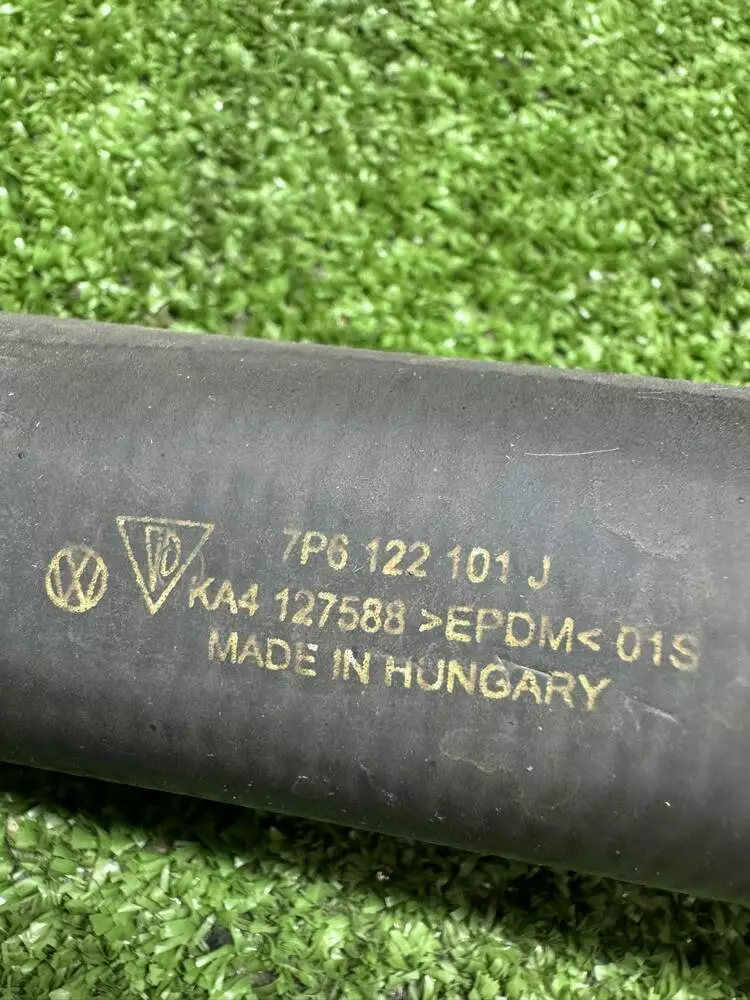 7P6 122 101 J
KA4 127588 >EPDM< 01S
MADE IN HUNGARY